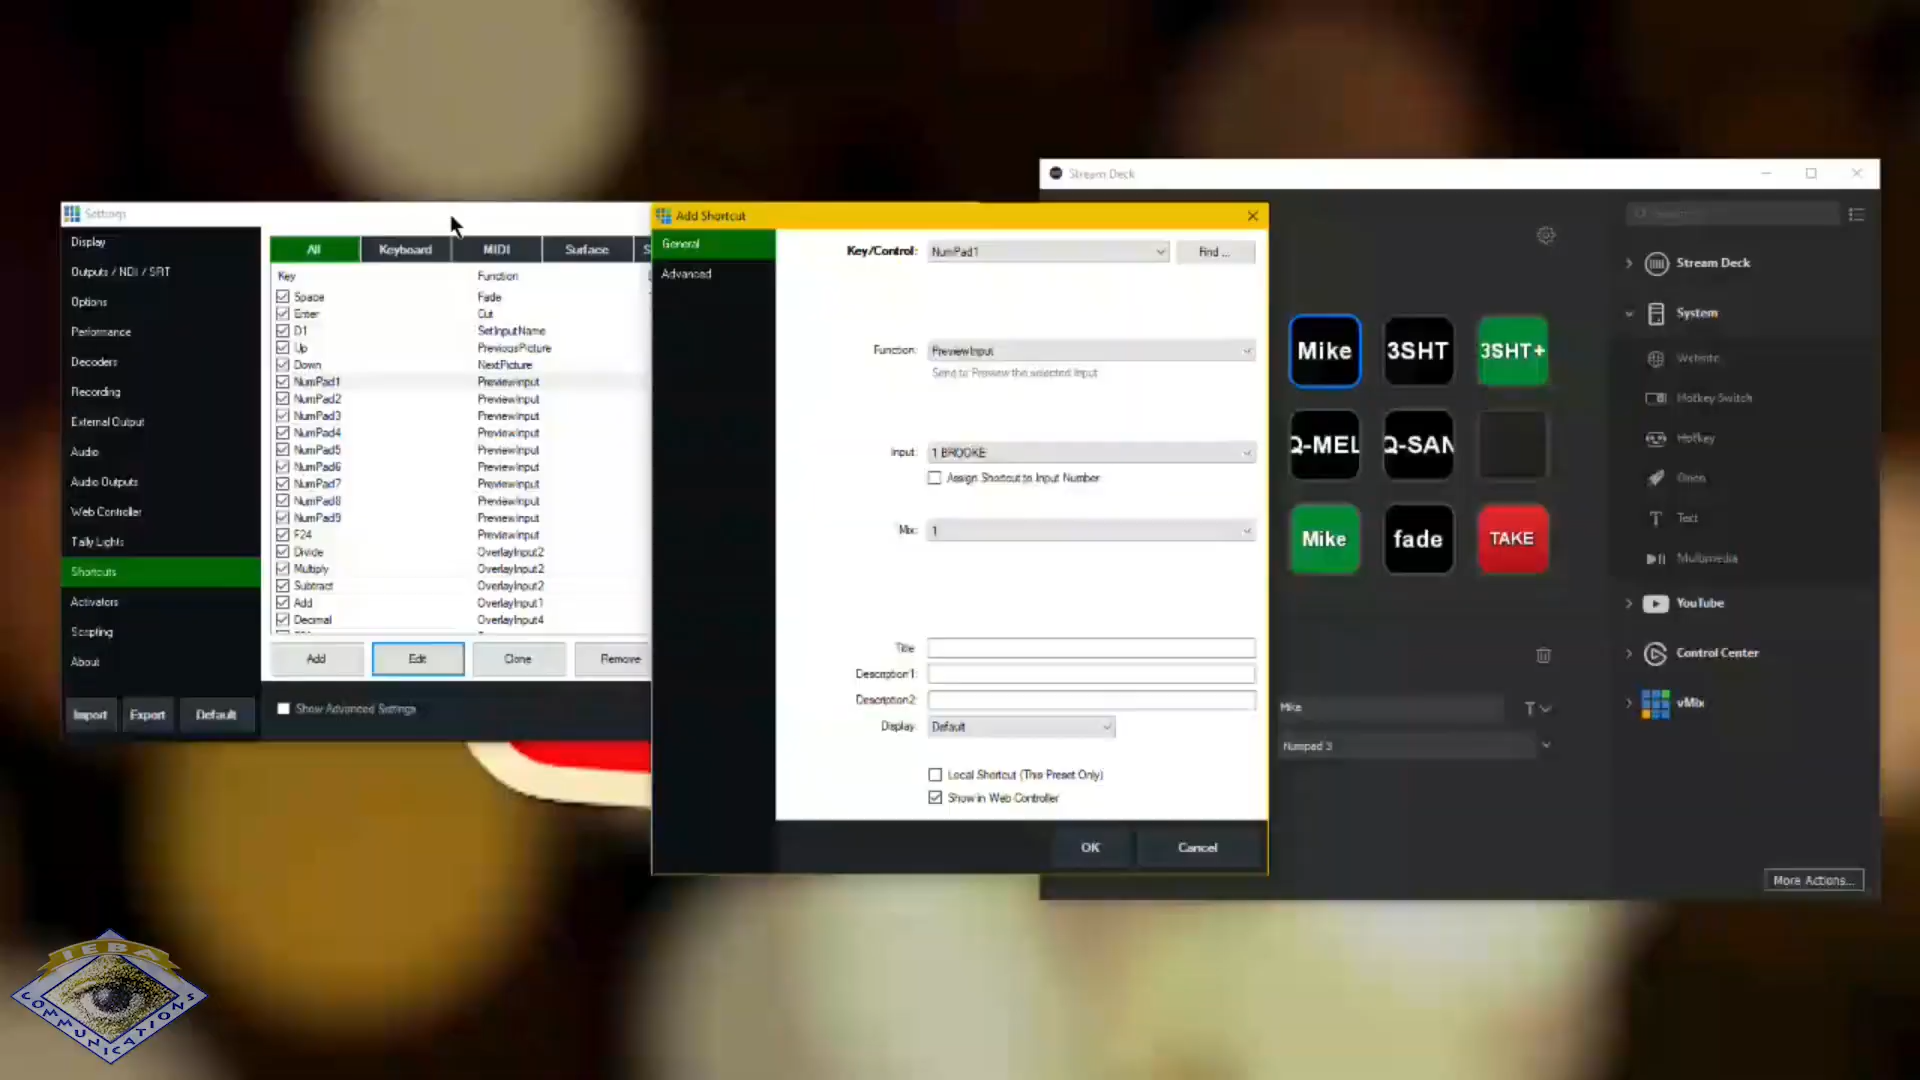 Stream Deck
Settings
Display
Outputs / NDI / SRT
Options
Performance
Decoders
Recording
External Output
Audio
Audio Outputs
Web Controller
Tally Lights
Shortcuts
Activators
Scripting
About
Import Export Default
All Keyboard MIDI Surface S
Key Function
Space Fade
Enter Cut
D1 SetInputName
Up PreviousPicture
Down NextPicture
NumPad1 PreviewInput
NumPad2 PreviewInput
NumPad3 PreviewInput
NumPad4 PreviewInput
NumPad5 PreviewInput
NumPad6 PreviewInput
NumPad7 PreviewInput
NumPad8 PreviewInput
NumPad9 PreviewInput
F24 PreviewInput
Divide OverlayInput2
Multiply OverlayInput2
Subtract OverlayInput2
Add OverlayInput1
Decimal OverlayInput4
Add Edit Clone Remove
Show Advanced Settings
Add Shortcut
General
Advanced
Key/Control: NumPad1 Find ...
Function: PreviewInput
Send to Preview the selected Input
Input: 1 BROOKE
Assign Shortcut to Input Number
Mix: 1
Title
Description1:
Description2:
Display: Default
Local Shortcut (This Preset Only)
Show in Web Controller
OK Cancel
Mike 3SHT 3SHT+
Q-MEL Q-SAN
Mike fade TAKE
Mike
Numpad 3
Stream Deck
System
Website
Hotkey Switch
Hotkey
Open
Text
Multimedia
YouTube
Control Center
vMix
More Actions...
IEBA
COMMUNICATIONS